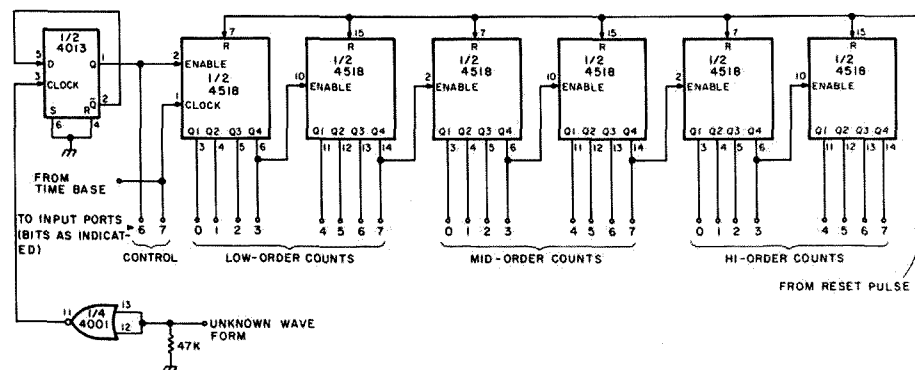 1/2
4013
5
D
Q
1
3
CLOCK
Q̄
2
S
R
6
4
7
R
1/2
4518
2
ENABLE
1
CLOCK
Q1 Q2 Q3 Q4
3 4 5 6
15
R
1/2
4518
10
ENABLE
Q1 Q2 Q3 Q4
11 12 13 14
7
R
1/2
4518
2
ENABLE
Q1 Q2 Q3 Q4
3 4 5 6
15
R
1/2
4518
10
ENABLE
Q1 Q2 Q3 Q4
11 12 13 14
7
R
1/2
4518
2
ENABLE
Q1 Q2 Q3 Q4
3 4 5 6
15
R
1/2
4518
10
ENABLE
Q1 Q2 Q3 Q4
11 12 13 14
FROM
TIME BASE
TO INPUT PORTS
(BITS AS INDICAT-
ED)
6 7
CONTROL
0 1 2 3 4 5 6 7
LOW-ORDER COUNTS
0 1 2 3 4 5 6 7
MID-ORDER COUNTS
0 1 2 3 4 5 6 7
HI-ORDER COUNTS
FROM RESET PULSE
11
1/4
4001
13
12
UNKNOWN WAVE
FORM
47K